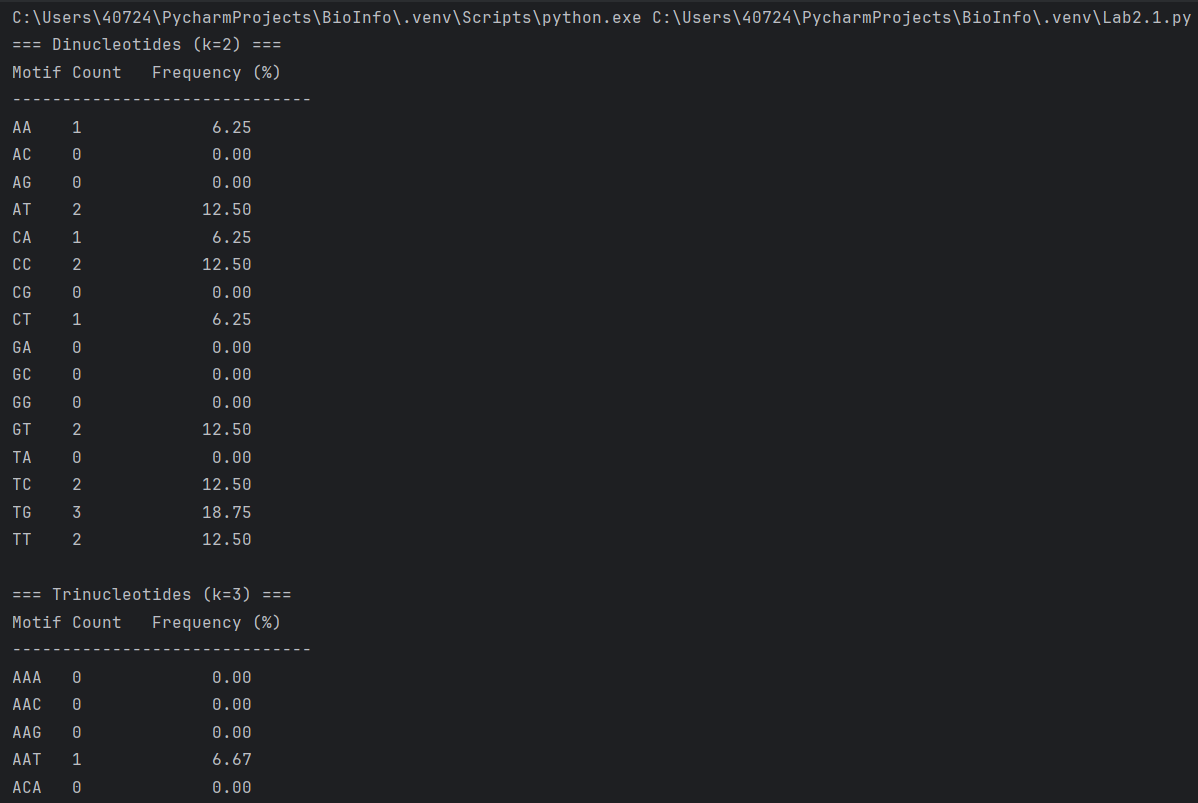 C:\Users\40724\PycharmProjects\BioInfo\.venv\Scripts\python.exe C:\Users\40724\PycharmProjects\BioInfo\.venv\Lab2.1.py
=== Dinucleotides (k=2) ===
Motif Count   Frequency (%)
------------------------------
AA    1             6.25
AC    0             0.00
AG    0             0.00
AT    2            12.50
CA    1             6.25
CC    2            12.50
CG    0             0.00
CT    1             6.25
GA    0             0.00
GC    0             0.00
GG    0             0.00
GT    2            12.50
TA    0             0.00
TC    2            12.50
TG    3            18.75
TT    2            12.50

=== Trinucleotides (k=3) ===
Motif Count   Frequency (%)
------------------------------
AAA   0             0.00
AAC   0             0.00
AAG   0             0.00
AAT   1             6.67
ACA   0             0.00